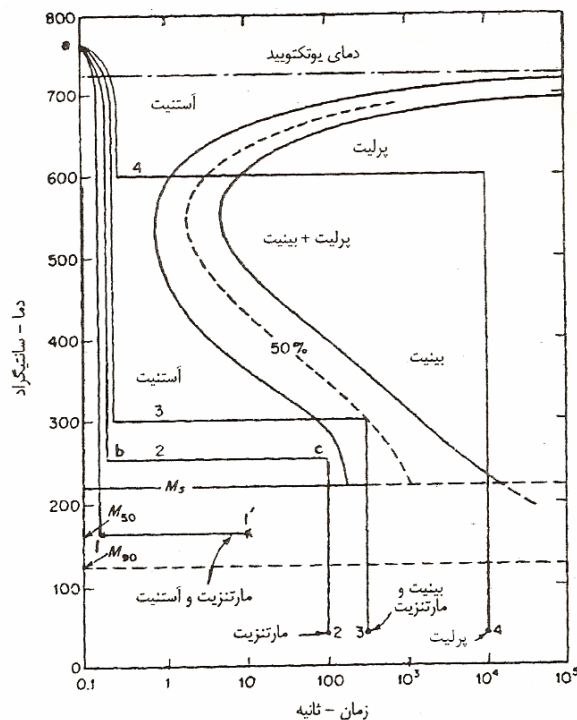 800
دمای یوتکتویید
700
آستنیت
پرلیت
4
600
پرلیت + بینیت
500
دما - سانتیگراد
400
50%
بینیت
آستنیت
300
3
b
2
c
Ms
200
M50
1
1'
M90
100
مارتنزیت و آستنیت
بینیت و
مارتنزیت
مارتنزیت
2
3
پرلیت
4
0
0.1
1
10
10²
10³
10⁴
10⁵
زمان - ثانیه